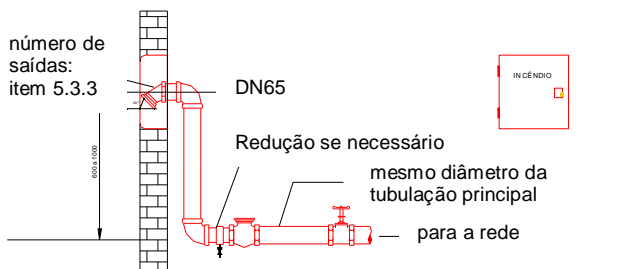 número de
saídas:
item 5.3.3
DN65
INCÊNDIO
45°
600 a 1000
Redução se necessário
mesmo diâmetro da
tubulação principal
para a rede